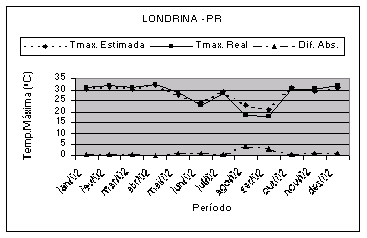 LONDRINA -PR
Tmax. Estimada Tmax. Real Dif. Abs.
Temp.Máxima (ºC)
35
30
25
20
15
10
5
0
jan/02 fev/02 mar/02 abr/02 mai/02 jun/02 jul/02 ago/02 set/02 out/02 nov/02 dez/02
Período